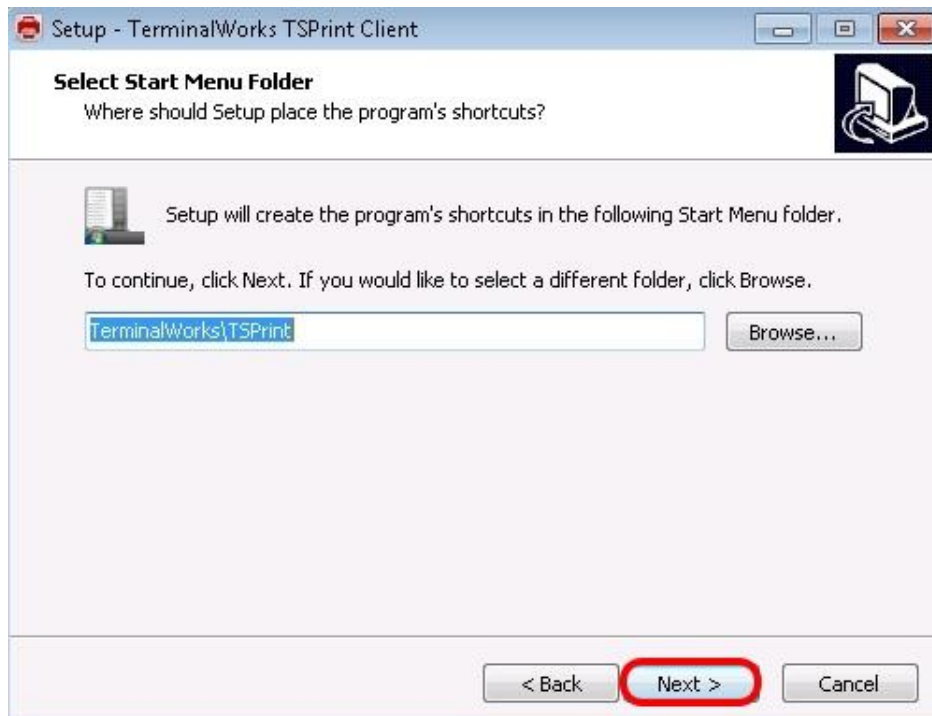 Setup - TerminalWorks TSPrint Client
Select Start Menu Folder
Where should Setup place the program's shortcuts?
Setup will create the program's shortcuts in the following Start Menu folder.
To continue, click Next. If you would like to select a different folder, click Browse.
TerminalWorks\TSPrint
Browse...
< Back
Next >
Cancel